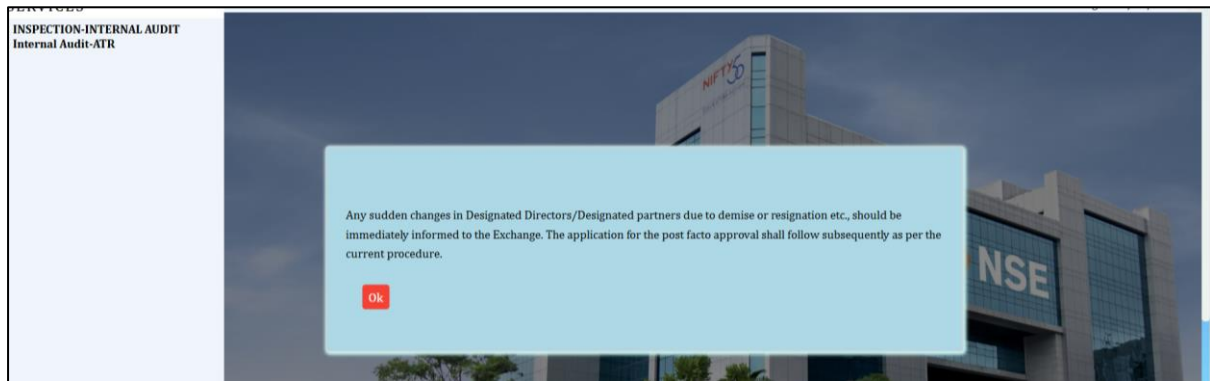 SERVICES
INSPECTION-INTERNAL AUDIT
Internal Audit-ATR
NIFTY50
Any sudden changes in Designated Directors/Designated partners due to demise or resignation etc., should be
immediately informed to the Exchange. The application for the post facto approval shall follow subsequently as per the
current procedure.
NSE
Ok